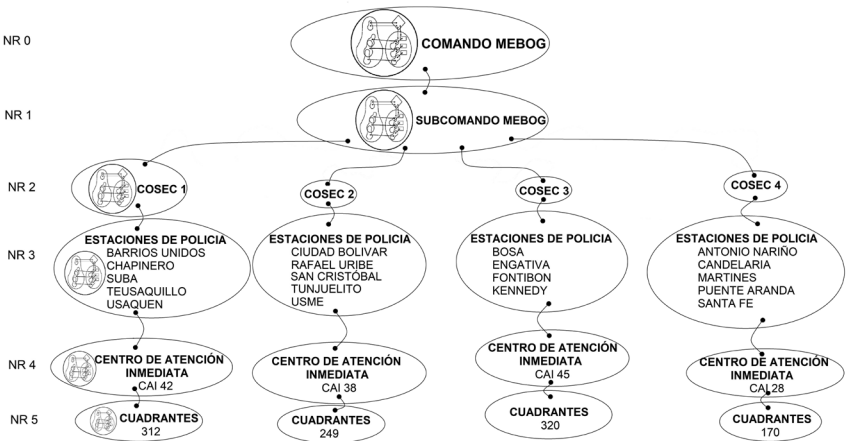 NR 0
COMANDO MEBOG
NR 1
SUBCOMANDO MEBOG
NR 2
COSEC 1
COSEC 2
COSEC 3
COSEC 4
NR 3
ESTACIONES DE POLICIA
BARRIOS UNIDOS
CHAPINERO
SUBA
TEUSAQUILLO
USAQUEN
ESTACIONES DE POLICIA
CIUDAD BOLIVAR
RAFAEL URIBE
SAN CRISTÓBAL
TUNJUELITO
USME
ESTACIONES DE POLICIA
BOSA
ENGATIVA
FONTIBON
KENNEDY
ESTACIONES DE POLICIA
ANTONIO NARIÑO
CANDELARIA
MARTINES
PUENTE ARANDA
SANTA FE
NR 4
CENTRO DE ATENCIÓN
INMEDIATA
CAI 42
CENTRO DE ATENCIÓN
INMEDIATA
CAI 38
CENTRO DE ATENCIÓN
INMEDIATA
CAI 45
CENTRO DE ATENCIÓN
INMEDIATA
CAI 28
NR 5
CUADRANTES
312
CUADRANTES
249
CUADRANTES
320
CUADRANTES
170